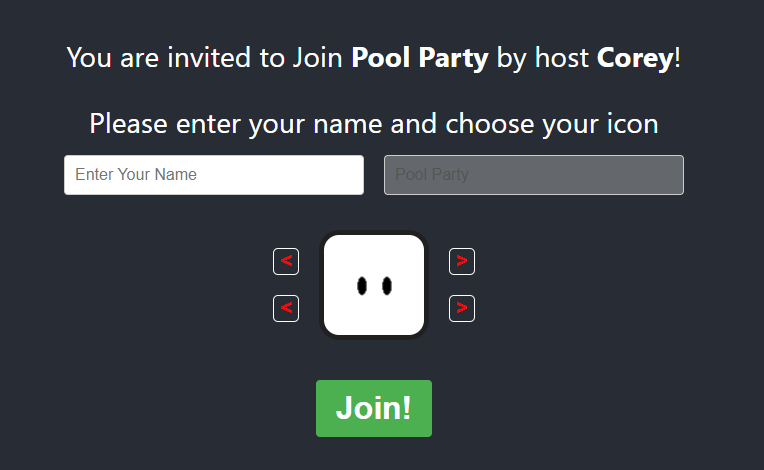 You are invited to Join Pool Party by host Corey!
Please enter your name and choose your icon
Enter Your Name
Pool Party
< >
< >
Join!